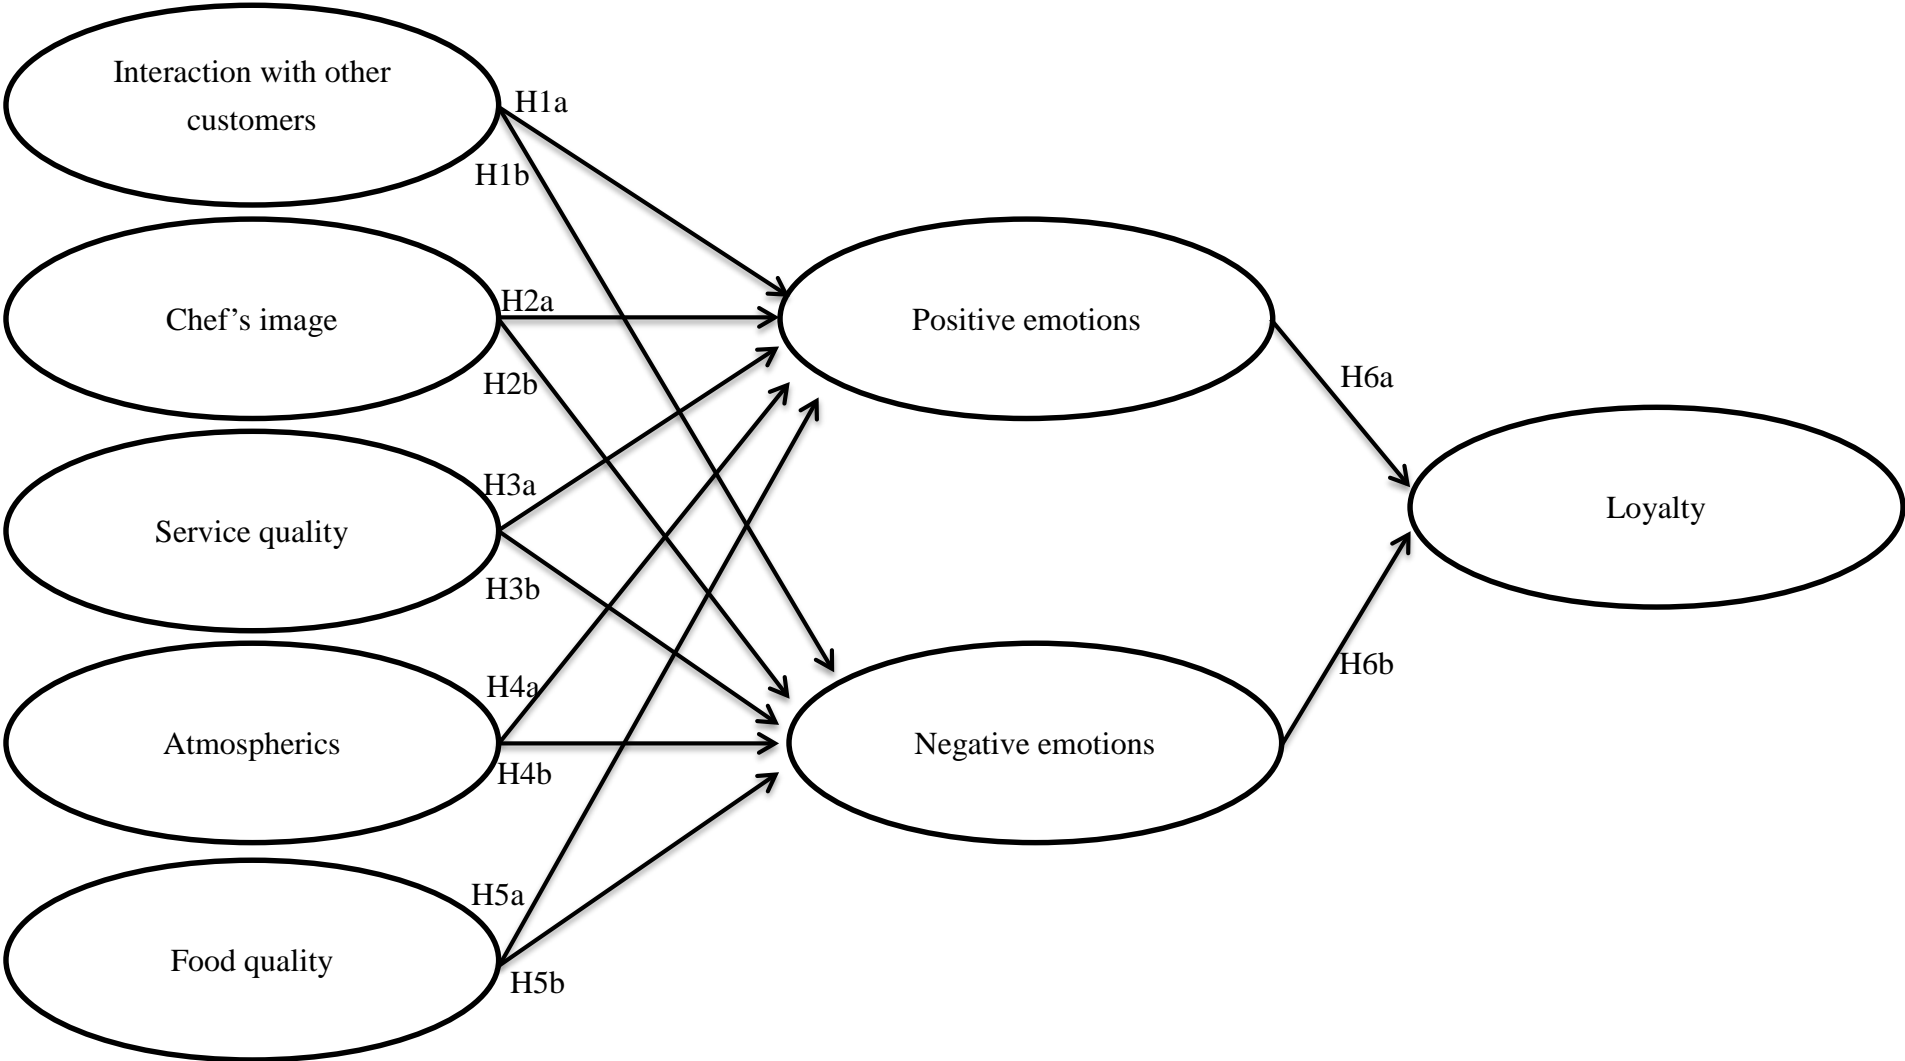 Interaction with other
customers
H1a
H1b
Chef’s image
H2a
H2b
Positive emotions
H6a
Service quality
H3a
H3b
Loyalty
Atmospherics
H4a
H4b
Negative emotions
H6b
Food quality
H5a
H5b